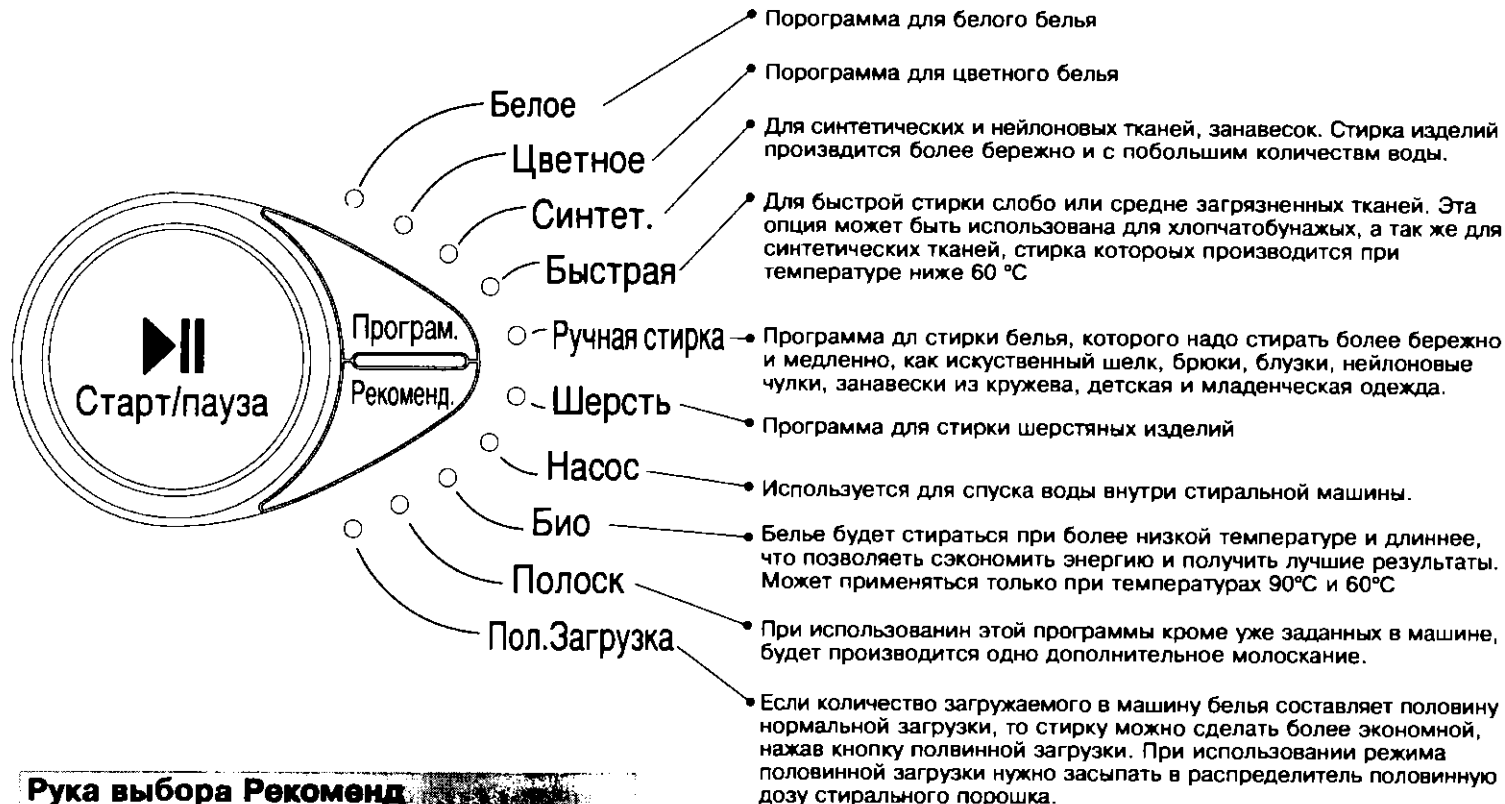 Порограмма для белого белья
Порограмма для цветного белья
Белое
Цветное
Для синтетических и нейлоновых тканей, занавесок. Стирка изделий
произвдится более бережно и с побольшим количествм воды.
Синтет.
Для быстрой стирки слобо или средне загрязненных тканей. Эта
опция может быть использована для хлопчатобунажых, а так же для
синтетических тканей, стирка котороых производится при
температуре ниже 60 °C
Быстрая
Програм.
Рекоменд.
Старт/пауза
Ручная стирка
Программа дл стирки белья, которого надо стирать более бережно
и медленно, как искуственный шелк, брюки, блузки, нейлоновые
чулки, занавески из кружева, детская и младенческая одежда.
Шерсть
Программа для стирки шерстяных изделий
Насос
Используется для спуска воды внутри стиральной машины.
Био
Белье будет стираться при более низкой температуре и длиннее,
что позволяеть сэкономить энергию и получить лучшие результаты.
Может применяться только при температурах 90°C и 60°C
Полоск
При использованин этой программы кроме уже заданных в машине,
будет производится одно дополнительное молоскание.
Пол.Загрузка
Если количество загружаемого в машину белья составляет половину
нормальной загрузки, то стирку можно сделать более экономной,
нажав кнопку полвинной загрузки. При использовании режима
половинной загрузки нужно засыпать в распределитель половинную
дозу стирального порошка.
Рука выбора Рекоменд